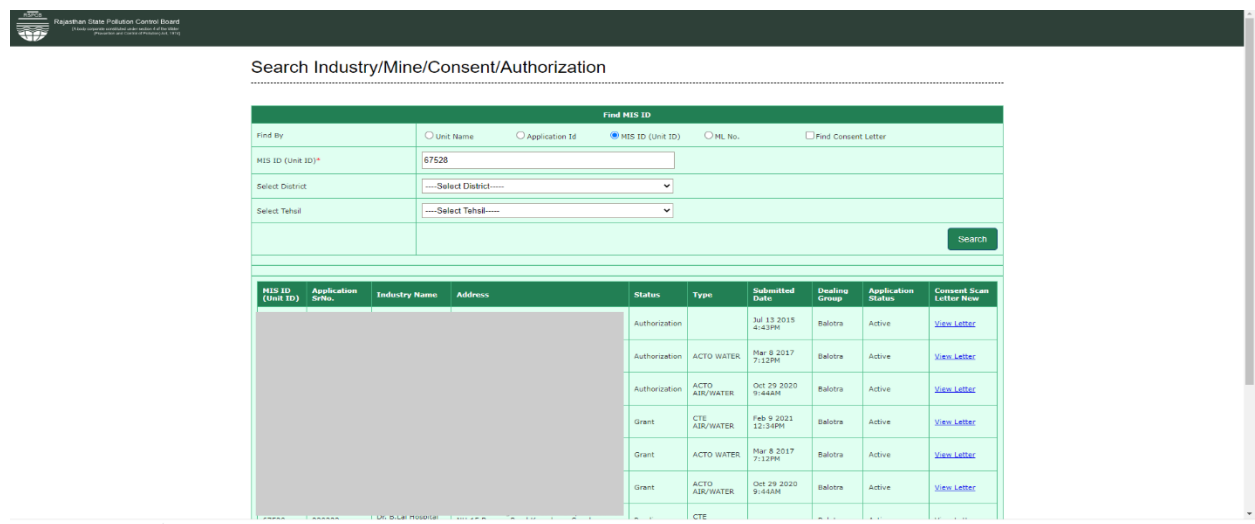 RSPCB
Rajasthan State Pollution Control Board
Search Industry/Mine/Consent/Authorization
Find MIS ID
Find By Unit Name Application Id MIS ID (Unit ID) ML No. Find Consent Letter
MIS ID (Unit ID)* 67528
Select District ----Select District-----
Select Tehsil ----Select Tehsil-----
Search
MIS ID (Unit ID) Application SrNo. Industry Name Address Status Type Submitted Date Dealing Group Application Status Consent Scan Letter New
Authorization Jul 13 2015 4:43PM Balotra Active View Letter
Authorization ACTO WATER Mar 8 2017 7:12PM Balotra Active View Letter
Authorization ACTO AIR/WATER Oct 29 2020 9:44AM Balotra Active View Letter
Grant CTE AIR/WATER Feb 9 2021 12:34PM Balotra Active View Letter
Grant ACTO WATER Mar 8 2017 7:12PM Balotra Active View Letter
Grant ACTO AIR/WATER Oct 29 2020 9:44AM Balotra Active View Letter
CTE